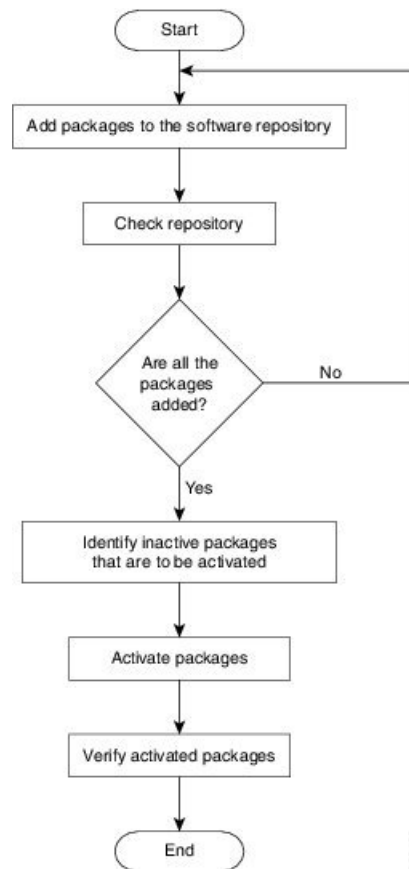 Start
Add packages to the software repository
Check repository
Are all the
packages
added?
No
Yes
Identify inactive packages
that are to be activated
Activate packages
Verify activated packages
End